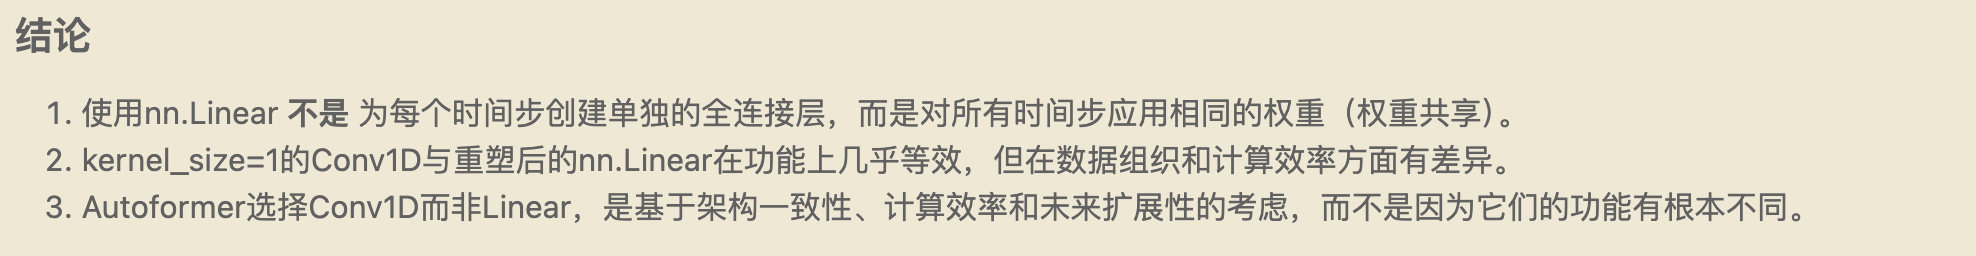 结论
1. 使用nn.Linear 不是 为每个时间步创建单独的全连接层，而是对所有时间步应用相同的权重（权重共享）。
2. kernel_size=1的Conv1D与重塑后的nn.Linear在功能上几乎等效，但在数据组织和计算效率方面有差异。
3. Autoformer选择Conv1D而非Linear，是基于架构一致性、计算效率和未来扩展性的考虑，而不是因为它们的功能有根本不同。